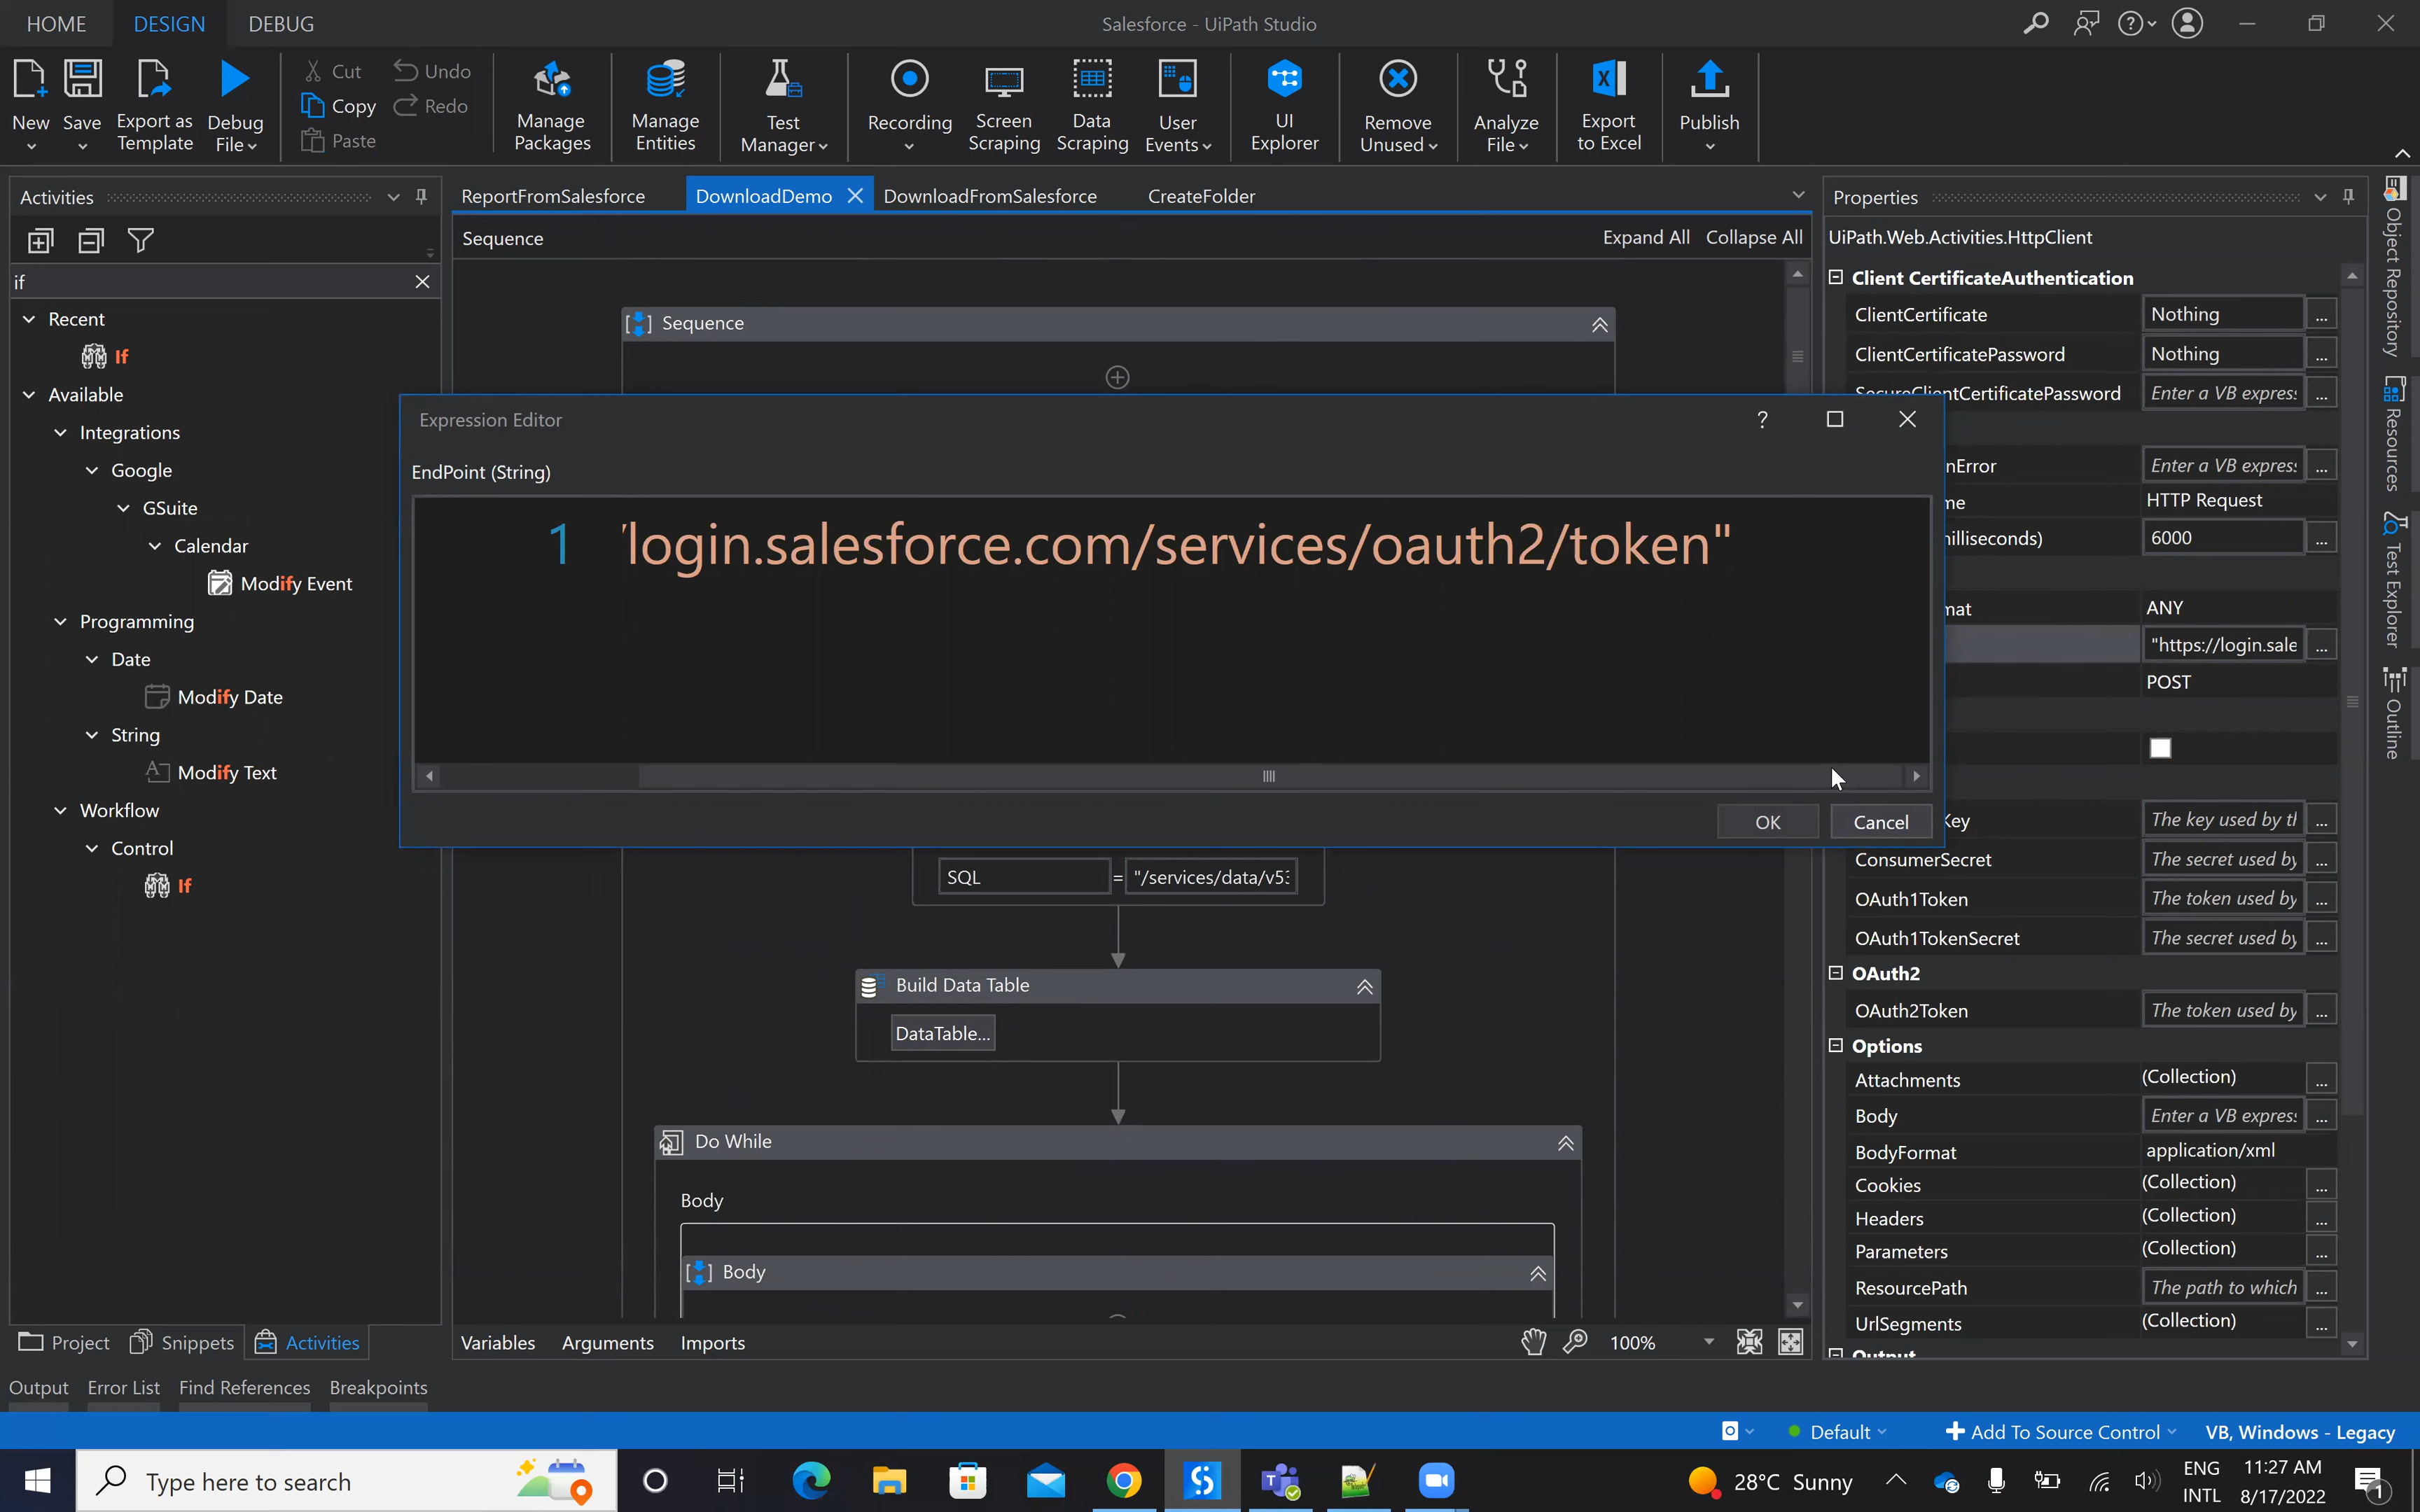 HOME DESIGN DEBUG Salesforce - UiPath Studio
New Save Export as Template Debug File
Cut Copy Paste Undo Redo
Manage Packages
Manage Entities
Test Manager
Recording
Screen Scraping
Data Scraping
User Events
UI Explorer
Remove Unused
Analyze File
Export to Excel
Publish
Activities
if
Recent
If
Available
Integrations
Google
GSuite
Calendar
Modify Event
Programming
Date
Modify Date
String
Modify Text
Workflow
Control
If
Project Snippets Activities
ReportFromSalesforce DownloadDemo DownloadFromSalesforce CreateFolder
Sequence Expand All Collapse All
Sequence
Expression Editor ?
EndPoint (String)
1 /login.salesforce.com/services/oauth2/token"
OK Cancel
SQL = "/services/data/v53
Build Data Table
DataTable...
Do While
Body
Body
Variables Arguments Imports 100%
Properties
UiPath.Web.Activities.HttpClient
Client CertificateAuthentication
ClientCertificate Nothing ...
ClientCertificatePassword Nothing ...
SecureClientCertificatePassword Enter a VB express ...
nError Enter a VB express ...
me HTTP Request
illiseconds) 6000 ...
mat ANY
"https://login.sale ...
POST
Key The key used by th ...
ConsumerSecret The secret used by ...
OAuth1Token The token used by ...
OAuth1TokenSecret The secret used by ...
OAuth2
OAuth2Token The token used by ...
Options
Attachments (Collection) ...
Body Enter a VB express ...
BodyFormat application/xml
Cookies (Collection) ...
Headers (Collection) ...
Parameters (Collection) ...
ResourcePath The path to which ...
UrlSegments (Collection) ...
Output
Object Repository
Resources
Test Explorer
Outline
Output Error List Find References Breakpoints
Default Add To Source Control VB, Windows - Legacy
Type here to search
28°C Sunny
ENG
INTL
11:27 AM
8/17/2022
1